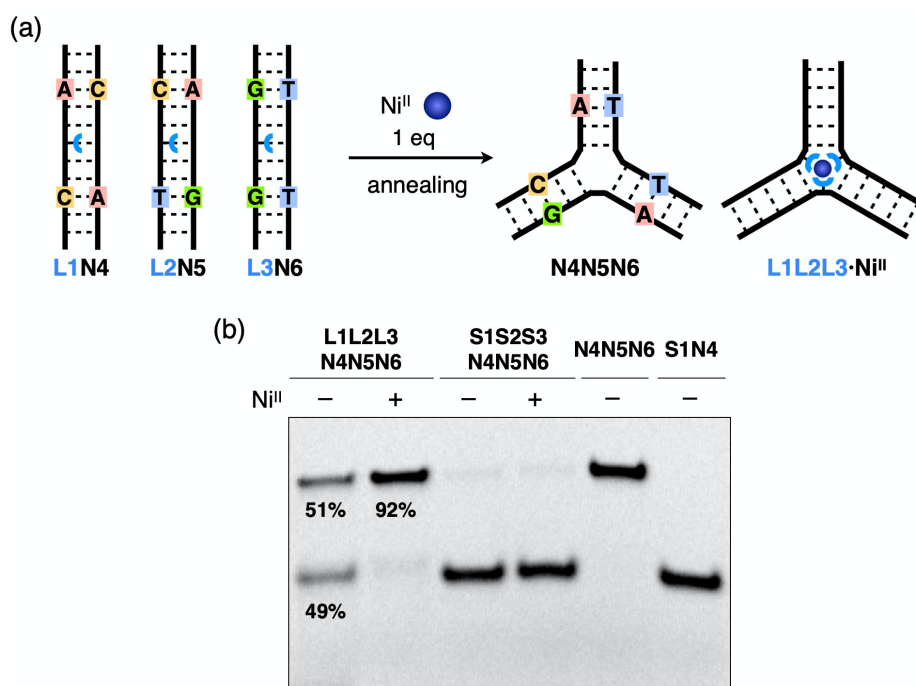 (a)
A C C A G T
Ni^II
1 eq
annealing
A T
C G T A
C A T G G T
L1N4 L2N5 L3N6
N4N5N6 L1L2L3·Ni^II
(b)
L1L2L3
N4N5N6
S1S2S3
N4N5N6
N4N5N6
S1N4
Ni^II − + − + − −
51% 92%
49%